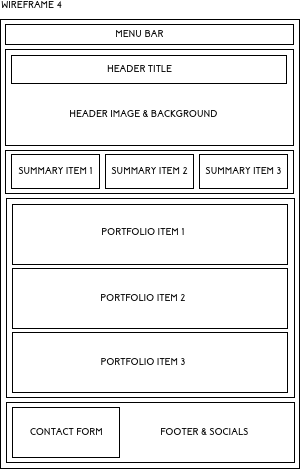 WIREFRAME 4
MENU BAR
HEADER TITLE
HEADER IMAGE & BACKGROUND
SUMMARY ITEM 1
SUMMARY ITEM 2
SUMMARY ITEM 3
PORTFOLIO ITEM 1
PORTFOLIO ITEM 2
PORTFOLIO ITEM 3
CONTACT FORM
FOOTER & SOCIALS